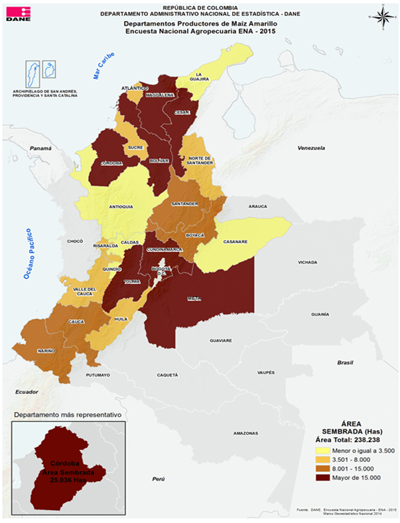 REPÚBLICA DE COLOMBIA
DEPARTAMENTO ADMINISTRATIVO NACIONAL DE ESTADÍSTICA - DANE
DANE
Departamentos Productores de Maíz Amarillo
Encuesta Nacional Agropecuaria ENA - 2015
Mar Caribe
LA GUAJIRA
ARCHIPIÉLAGO DE SAN ANDRÉS,
PROVIDENCIA Y SANTA CATALINA
ATLÁNTICO
MAGDALENA
CESAR
Panamá
Venezuela
SUCRE
CÓRDOBA
BOLÍVAR
NORTE DE
SANTANDER
ANTIOQUIA
SANTANDER
ARAUCA
Océano Pacífico
CHOCÓ
RISARALDA
CALDAS
BOYACÁ
CUNDINAMARCA
CASANARE
VICHADA
QUINDÍO
BOGOTÁ
TOLIMA
VALLE DEL
CAUCA
META
GUAINÍA
CAUCA
HUILA
GUAVIARE
NARIÑO
PUTUMAYO
CAQUETÁ
VAUPÉS
Brasil
Ecuador
AMAZONAS
Perú
Departamento más representativo
Córdoba
Área Sembrada
25.036 Has
ÁREA
SEMBRADA (Has)
Área Total: 238.238
Menor o igual a 3.500
3.501 - 8.000
8.001 - 15.000
Mayor de 15.000
Fuente: DANE Encuesta Nacional Agropecuaria - ENA - 2015
Marco Geoestadístico Nacional 2014